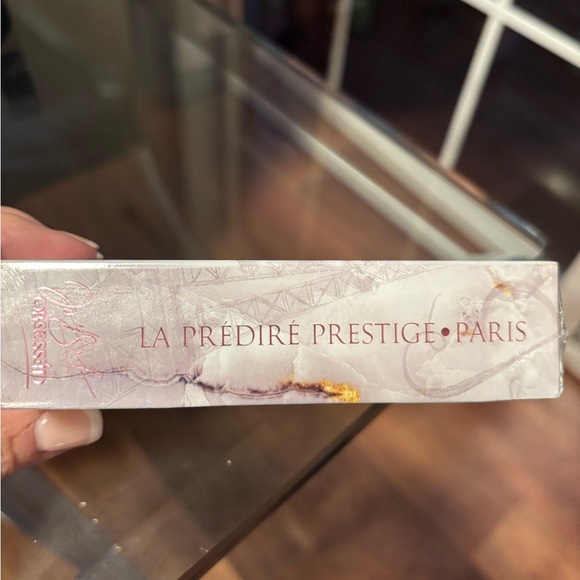 LA PRÉDIRÉ PRESTIGE • PARIS